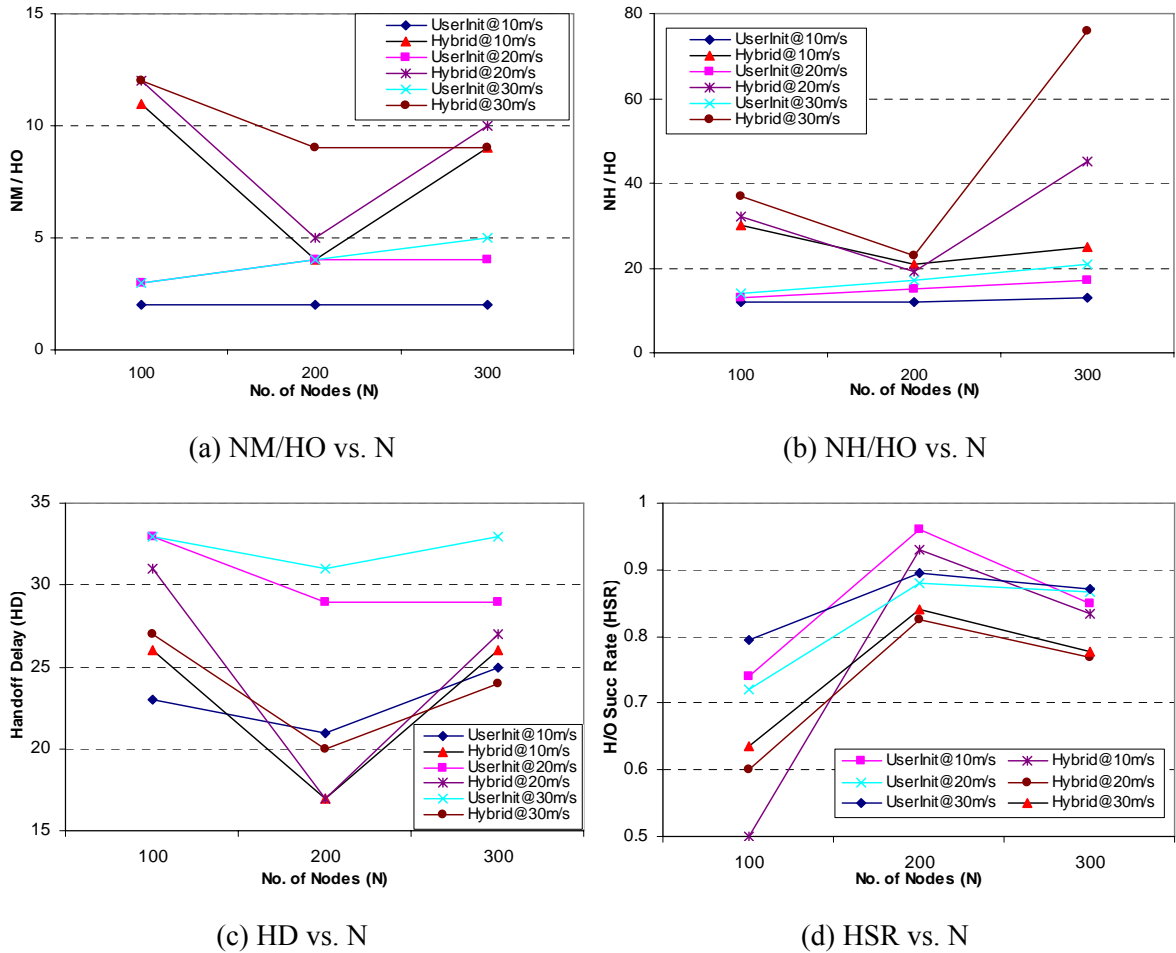 15
10
5
0
NM / HO
UserInit@10m/s
Hybrid@10m/s
UserInit@20m/s
Hybrid@20m/s
UserInit@30m/s
Hybrid@30m/s
100 200 300
No. of Nodes (N)
(a) NM/HO vs. N
80
60
40
20
0
NH / HO
UserInit@10m/s
Hybrid@10m/s
UserInit@20m/s
Hybrid@20m/s
UserInit@30m/s
Hybrid@30m/s
100 200 300
No. of Nodes (N)
(b) NH/HO vs. N
35
30
25
20
15
Handoff Delay (HD)
UserInit@10m/s
Hybrid@10m/s
UserInit@20m/s
Hybrid@20m/s
UserInit@30m/s
Hybrid@30m/s
100 200 300
No. of Nodes (N)
(c) HD vs. N
1
0.9
0.8
0.7
0.6
0.5
H/O Succ Rate (HSR)
UserInit@10m/s Hybrid@10m/s
UserInit@20m/s Hybrid@20m/s
UserInit@30m/s Hybrid@30m/s
100 200 300
No. of Nodes (N)
(d) HSR vs. N